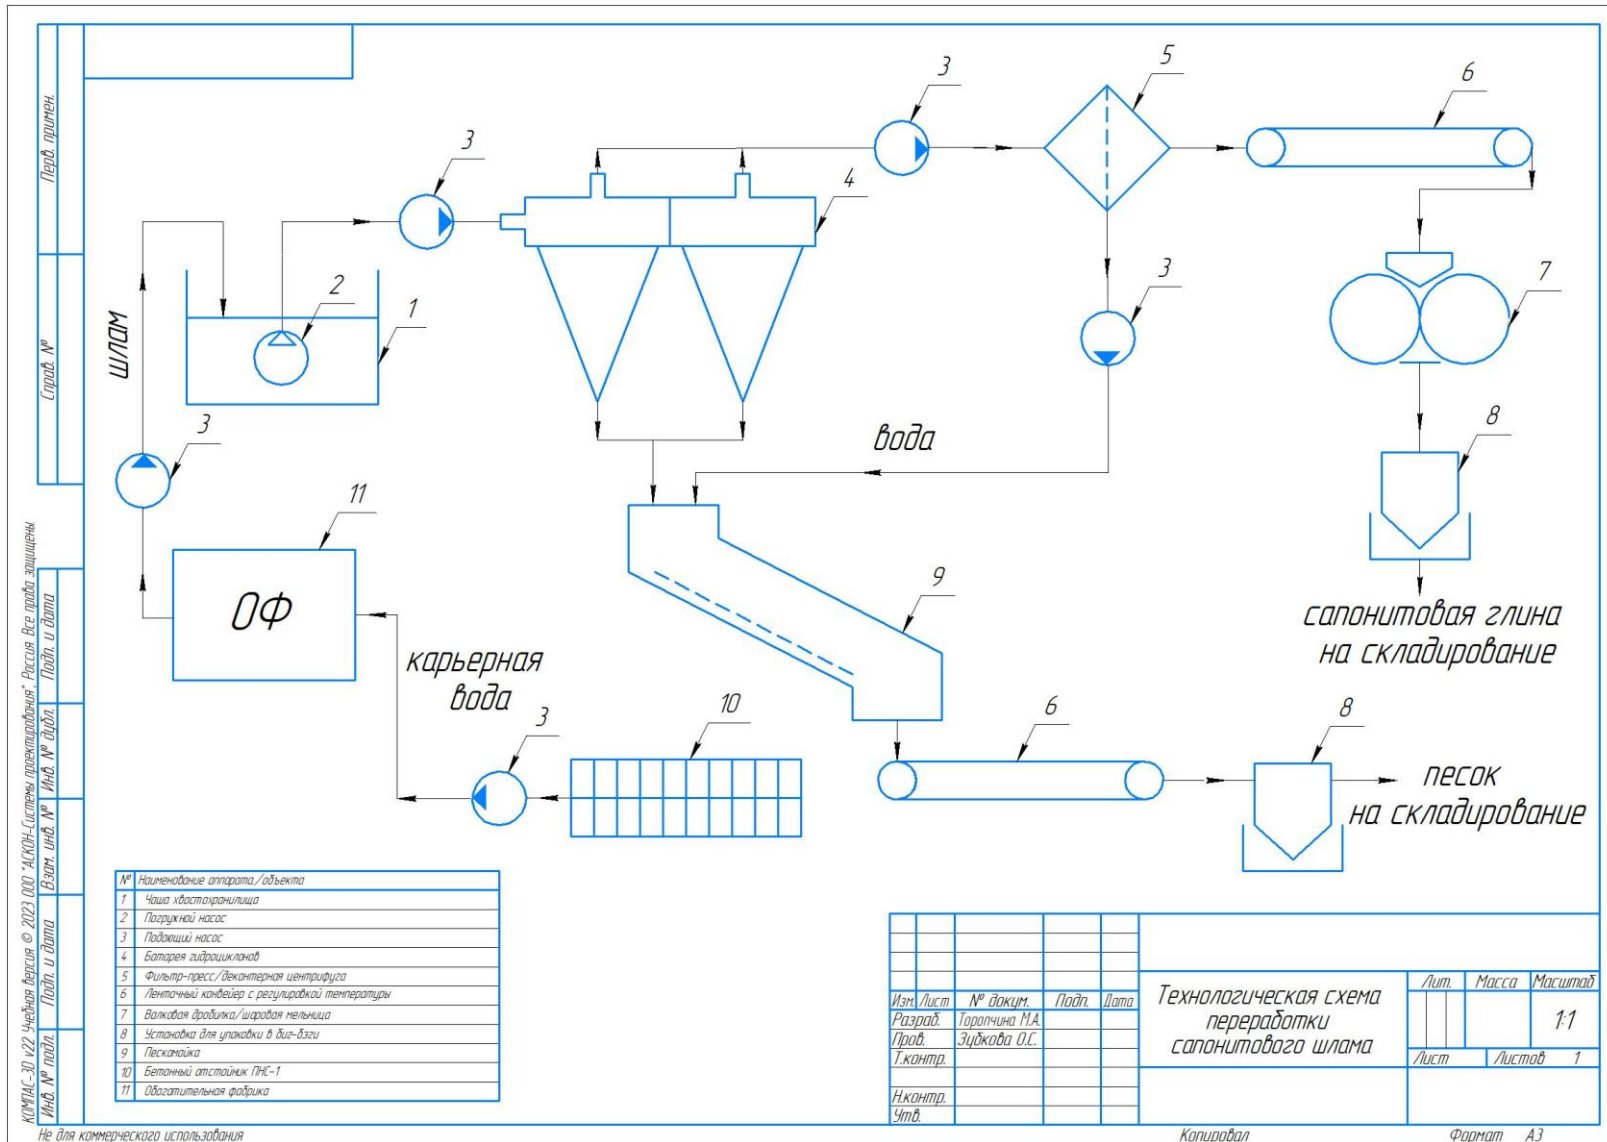 Перв. примен.
Справ. №
Подп. и дата
Инв. № дубл.
Взам. инв. №
Подп. и дата
Инв. № подл.
КОМПАС-3D v22 Учебная версия © 2023 ООО "АСКОН-Системы проектирования", Россия. Все права защищены.
3
5
6
3
4
2
1
шлам
3
7
3
вода
8
11
ОФ
9
сапонитовая глина
на складирование
карьерная
вода
3
10
6
8
песок
на складирование
№ Наименование аппарата/объекта
1 Чаша хвостохранилища
2 Погружной насос
3 Подающий насос
4 Батарея гидроциклонов
5 Фильтр-пресс/декантерная центрифуга
6 Ленточный конвейер с регулировкой температуры
7 Валковая дробилка/шаровая мельница
8 Установка для упаковки в биг-бэги
9 Пескомойка
10 Бетонный отстойник ПНС-1
11 Обогатительная фабрика
Изм. Лист № докум. Подп. Дата
Разраб. Торопчина М.А.
Пров. Зубкова О.С.
Т.контр.
Н.контр.
Утв.
Технологическая схема
переработки
сапонитового шлама
Лит. Масса Масштаб
1:1
Лист Листов 1
Не для коммерческого использования
Копировал
Формат А3